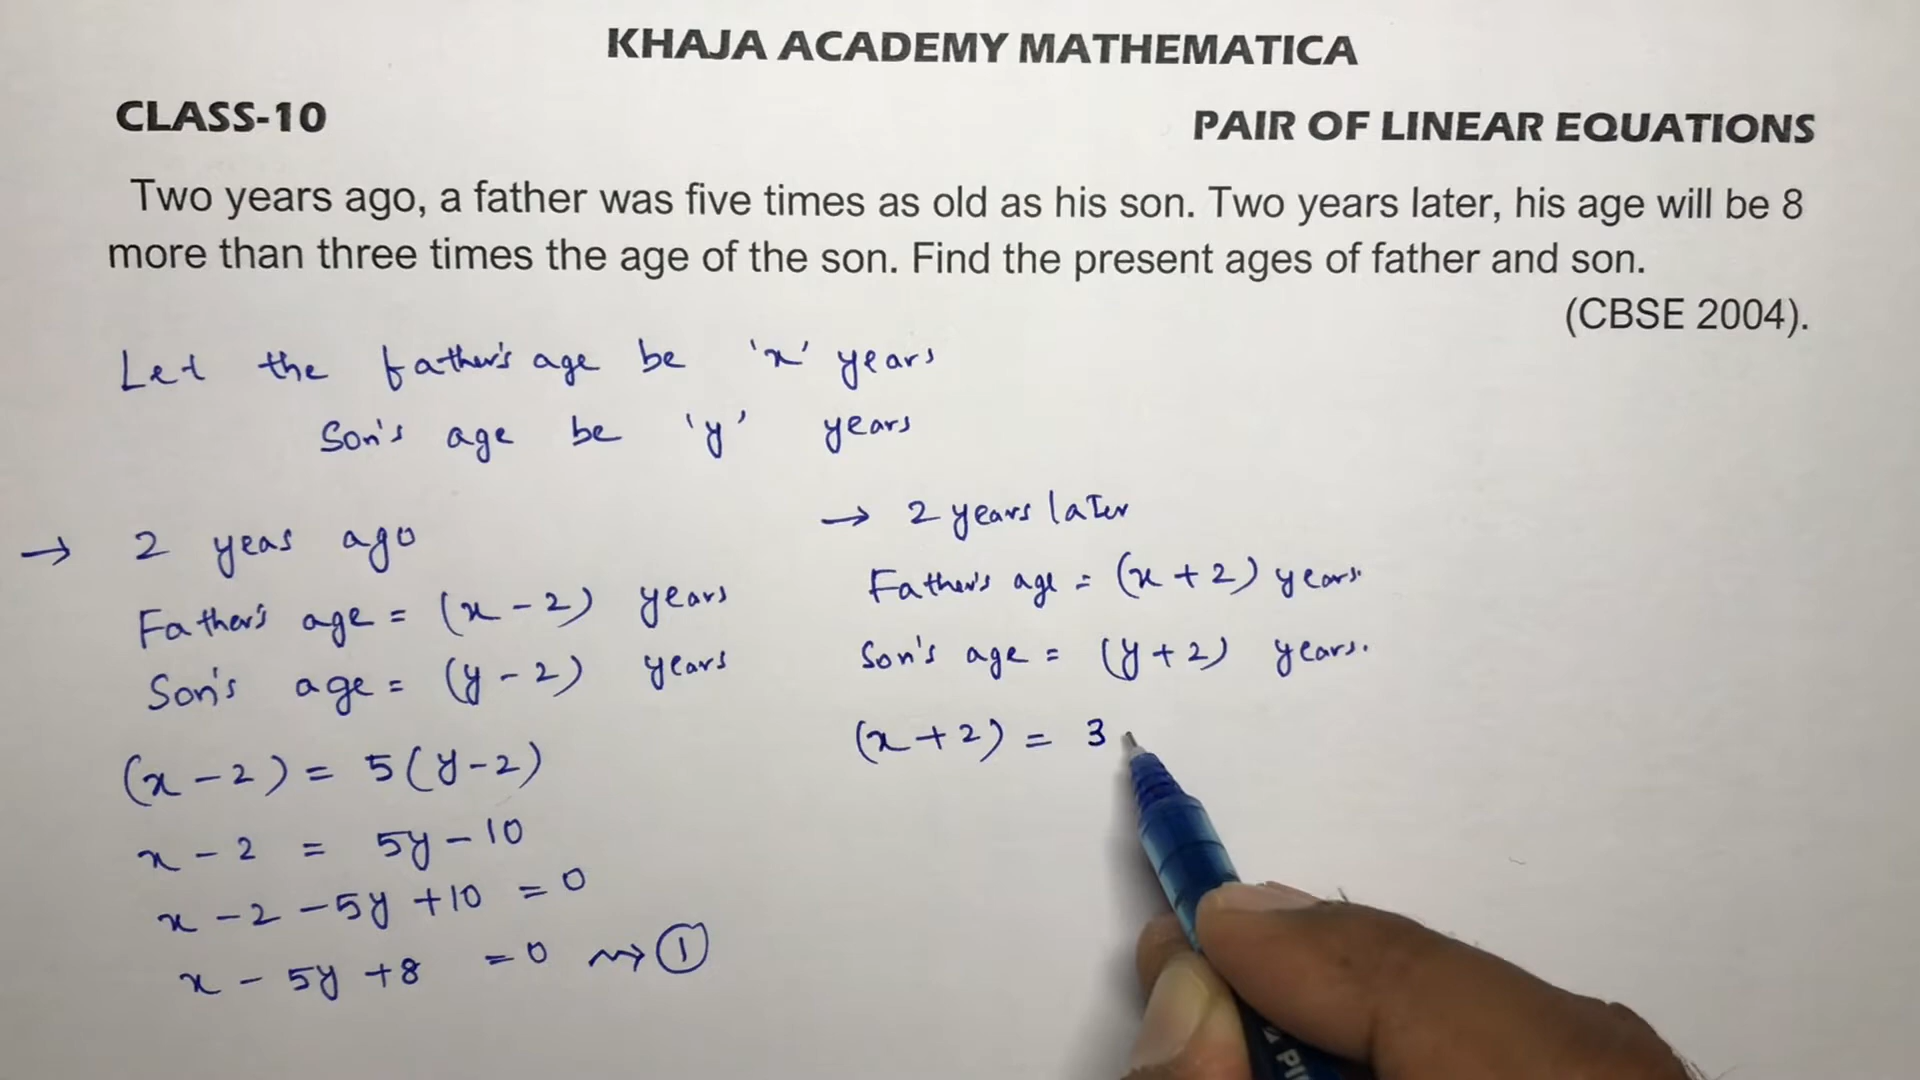 KHAJA ACADEMY MATHEMATICA
CLASS-10
PAIR OF LINEAR EQUATIONS
Two years ago, a father was five times as old as his son. Two years later, his age will be 8
more than three times the age of the son. Find the present ages of father and son.
(CBSE 2004).
Let the father's age be 'x' years
Son's age be 'y' years
→ 2 yeas ago
Father's age = (x - 2) years
Son's age = (y - 2) years
(x - 2) = 5(y-2)
x - 2 = 5y - 10
x - 2 - 5y + 10 = 0
x - 5y + 8 = 0 ⇝ ①
→ 2 years later
Father's age = (x + 2) years.
Son's age = (y + 2) years.
(x + 2) = 3